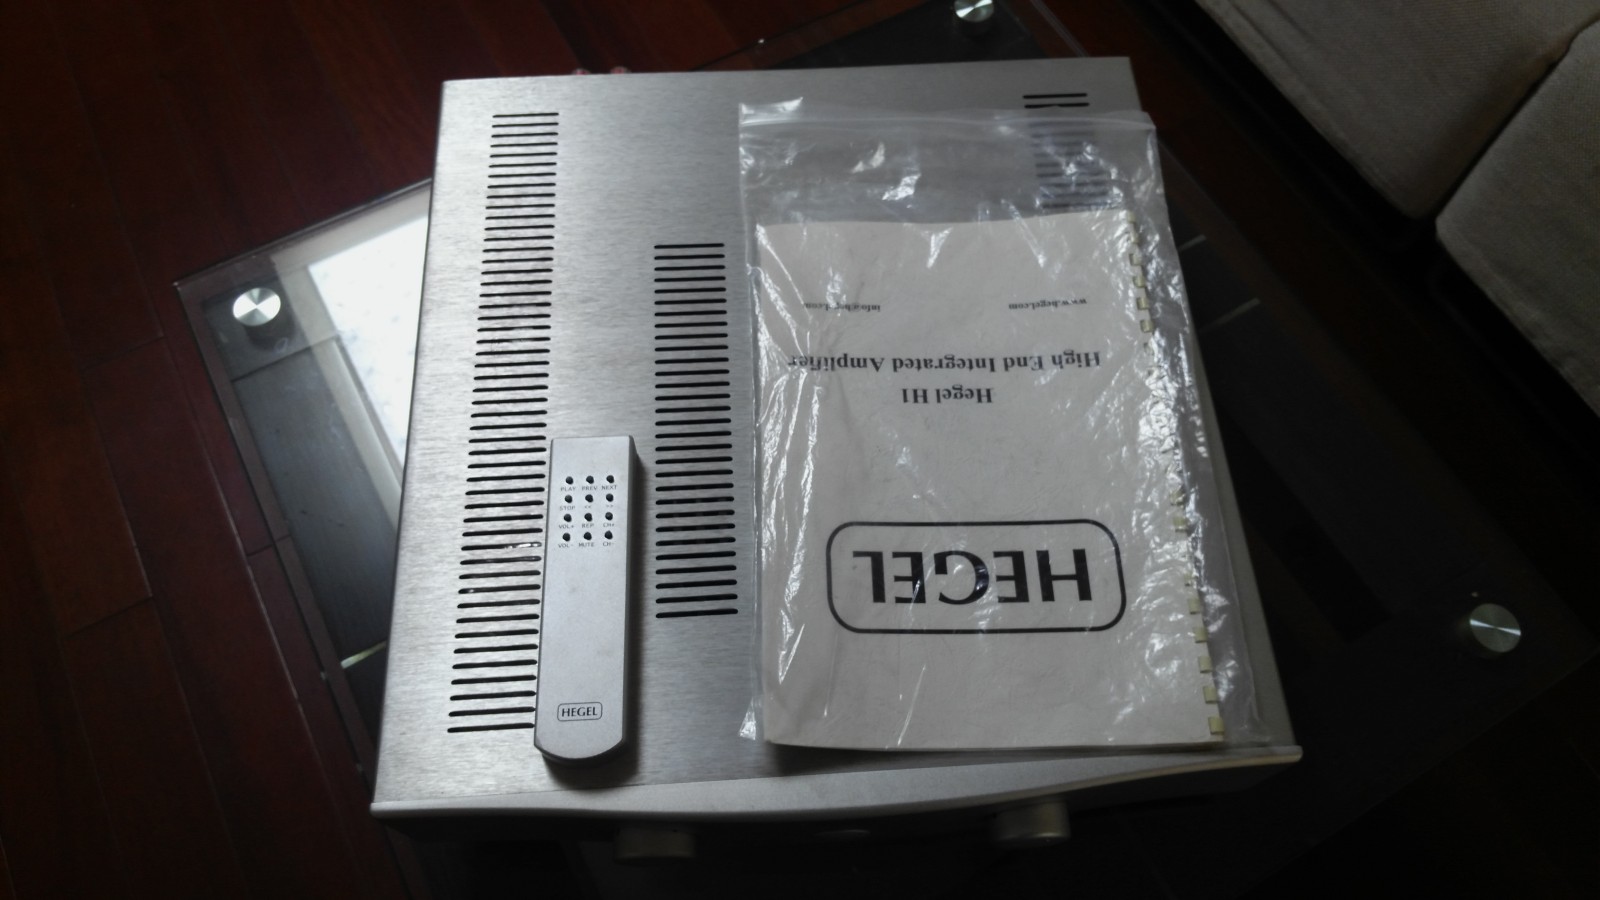 HEGEL
Hegel H1
High End Integrated Amplifier
www.hegel.com info@hegel.com
PLAY PREV NEXT
STOP << >>
VOL+ REP CH+
VOL- MUTE CH-
HEGEL